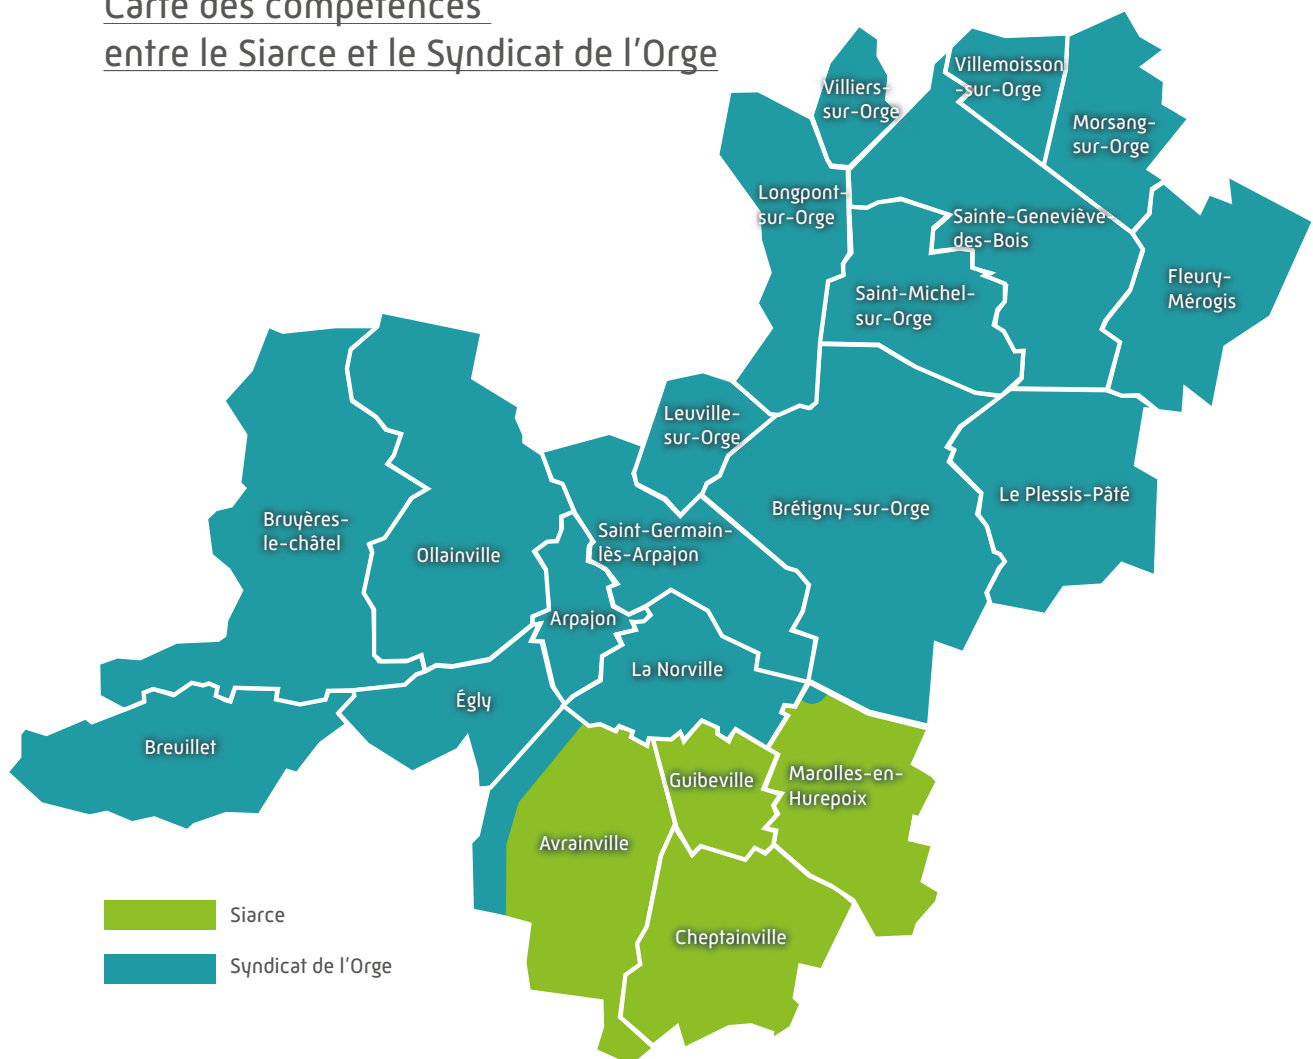 Carte des compétences
entre le Siarce et le Syndicat de l'Orge
Villiers-
sur-Orge
Villemoisson
-sur-Orge
Morsang-
sur-Orge
Longpont-
sur-Orge
Sainte-Geneviève-
des-Bois
Fleury-
Mérogis
Saint-Michel-
sur-Orge
Leuville-
sur-Orge
Le Plessis-Pâté
Brétigny-sur-Orge
Bruyères-
le-châtel
Ollainville
Saint-Germain-
lès-Arpajon
Arpajon
La Norville
Égly
Breuillet
Guibeville
Marolles-en-
Hurepoix
Avrainville
Cheptainville
Siarce
Syndicat de l'Orge